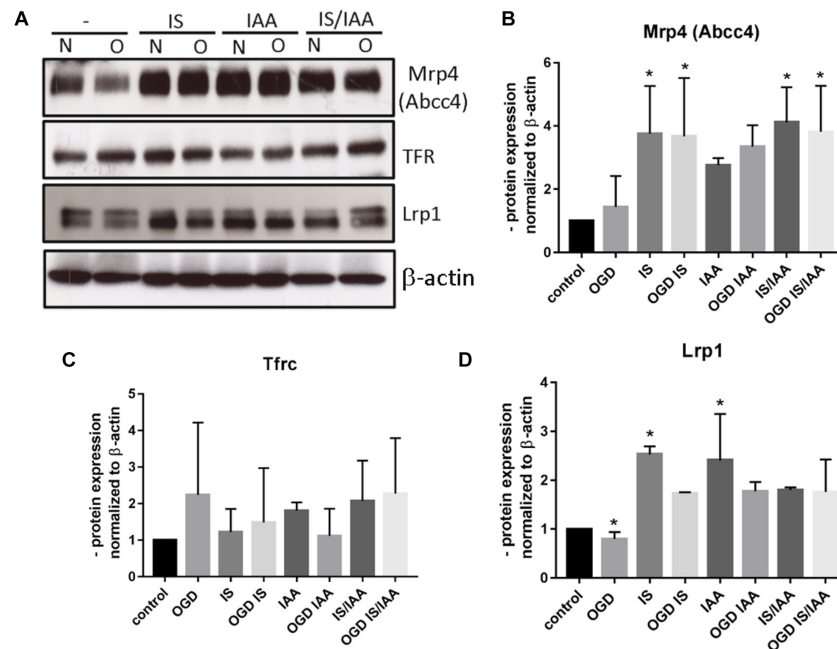 A
- IS IAA IS/IAA
N O N O N O N O
Mrp4
(Abcc4)
TFR
Lrp1
β-actin
B
Mrp4 (Abcc4)
- protein expression
normalized to β-actin
6
4
2
0
*
*
*
*
control
OGD
IS
OGD IS
IAA
OGD IAA
IS/IAA
OGD IS/IAA
C
Tfrc
- protein expression
normalized to β-actin
5
4
3
2
1
0
control
OGD
IS
OGD IS
IAA
OGD IAA
IS/IAA
OGD IS/IAA
D
Lrp1
- protein expression
normalized to β-actin
4
3
2
1
0
*
*
*
control
OGD
IS
OGD IS
IAA
OGD IAA
IS/IAA
OGD IS/IAA